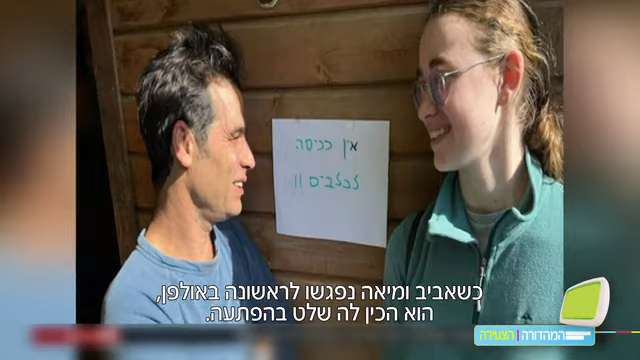 אין כניסה
לכלבים !!
כשאביב ומיאה נפגשו לראשונה באולפן,
הוא הכין לה שלט בהפתעה.
המהדורה הצעירה